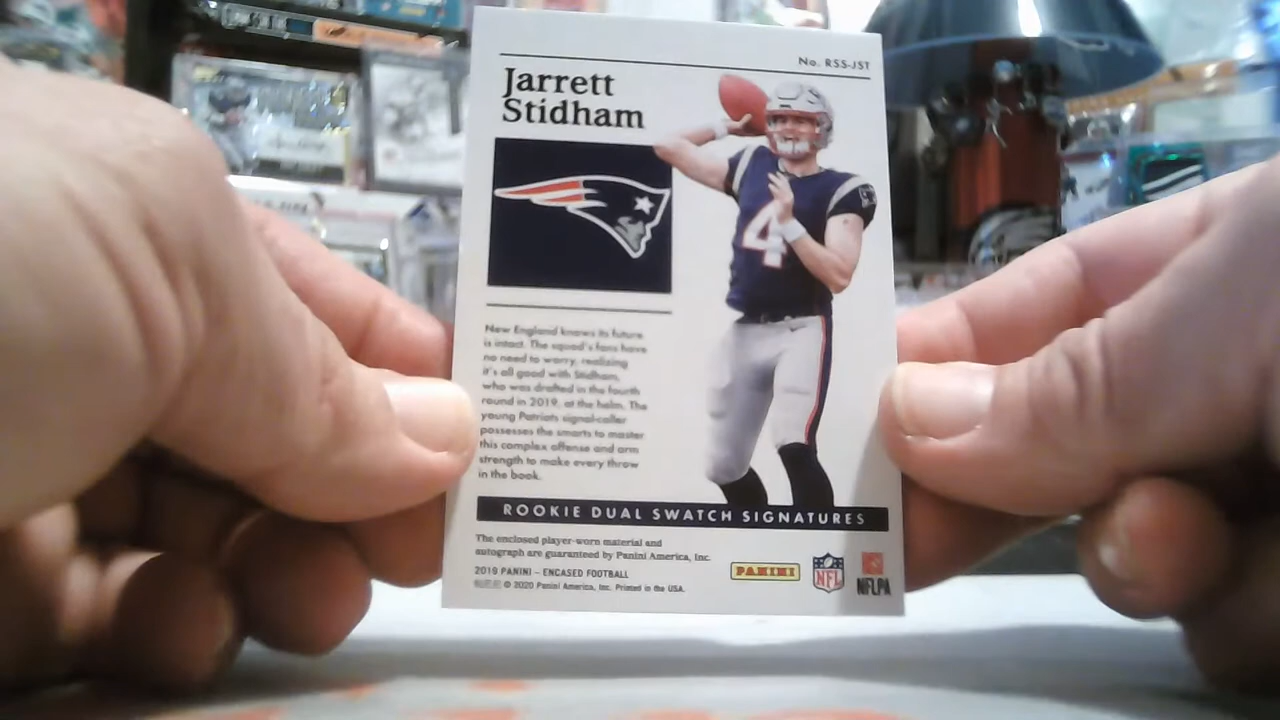 No. RSS-JST
Jarrett
Stidham
4
New England knows its future
is intact. The squad's fans have
no need to worry, realizing
it's all good with Stidham,
who was drafted in the fourth
round in 2019, at the helm. The
young Patriots signal-caller
possesses the smarts to master
this complex offense and arm
strength to make every throw
in the book.
ROOKIE DUAL SWATCH SIGNATURES
The enclosed player-worn material and
autograph are guaranteed by Panini America, Inc.
2019 PANINI – ENCASED FOOTBALL
© 2020 Panini America, Inc. Printed in the USA.
PANINI
NFL
NFLPA